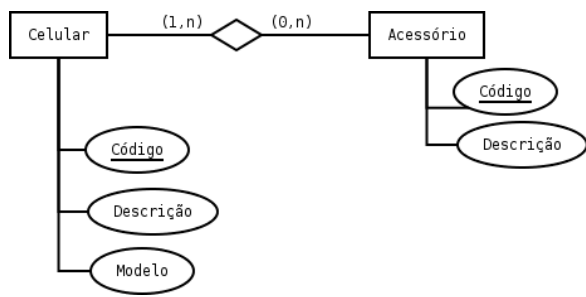 Celular
(1,n)
(0,n)
Acessório
Código
Descrição
Código
Descrição
Modelo